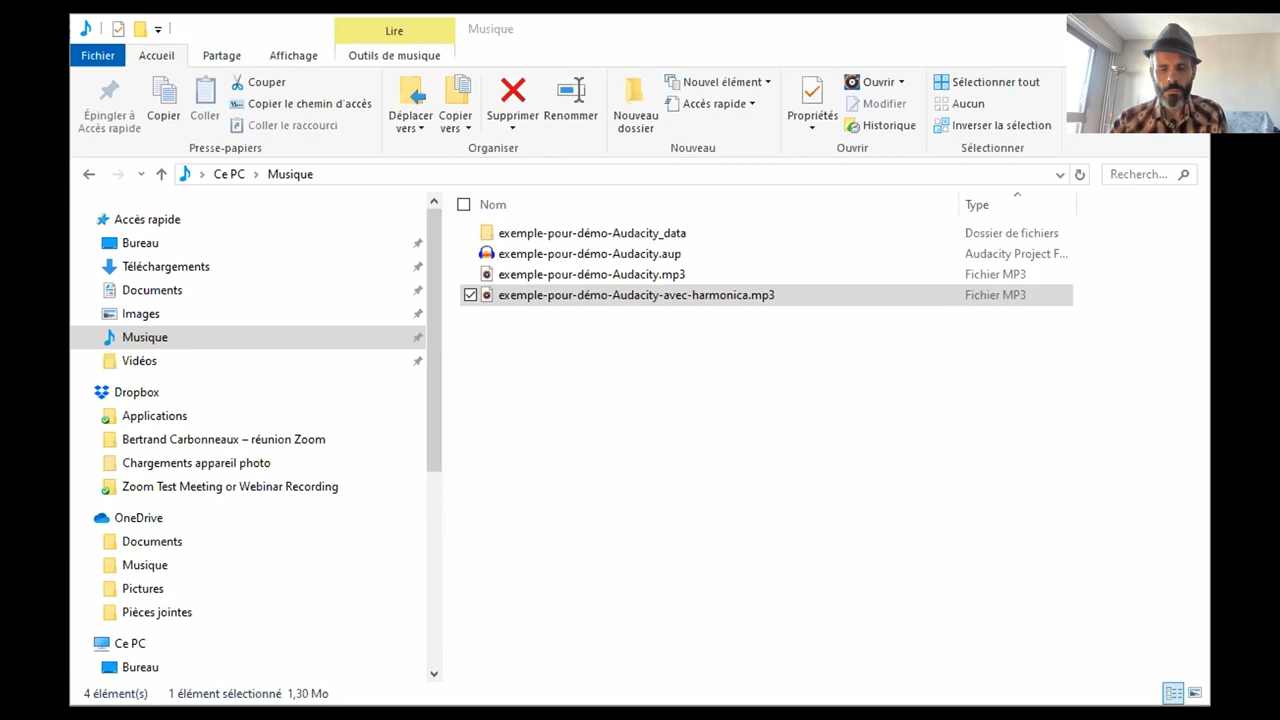 Lire
Musique
Fichier
Accueil
Partage
Affichage
Outils de musique
Épingler à
Accès rapide
Copier
Coller
Couper
Copier le chemin d'accès
Coller le raccourci
Presse-papiers
Déplacer
vers
Copier
vers
Supprimer
Renommer
Organiser
Nouveau
dossier
Nouvel élément
Accès rapide
Nouveau
Propriétés
Ouvrir
Modifier
Historique
Ouvrir
Sélectionner tout
Aucun
Inverser la sélection
Sélectionner
Ce PC
Musique
Recherch...
Accès rapide
Bureau
Téléchargements
Documents
Images
Musique
Vidéos
Dropbox
Applications
Bertrand Carbonneaux – réunion Zoom
Chargements appareil photo
Zoom Test Meeting or Webinar Recording
OneDrive
Documents
Musique
Pictures
Pièces jointes
Ce PC
Bureau
Nom
Type
exemple-pour-démo-Audacity_data
Dossier de fichiers
exemple-pour-démo-Audacity.aup
Audacity Project F...
exemple-pour-démo-Audacity.mp3
Fichier MP3
exemple-pour-démo-Audacity-avec-harmonica.mp3
Fichier MP3
4 élément(s)
1 élément sélectionné 1,30 Mo